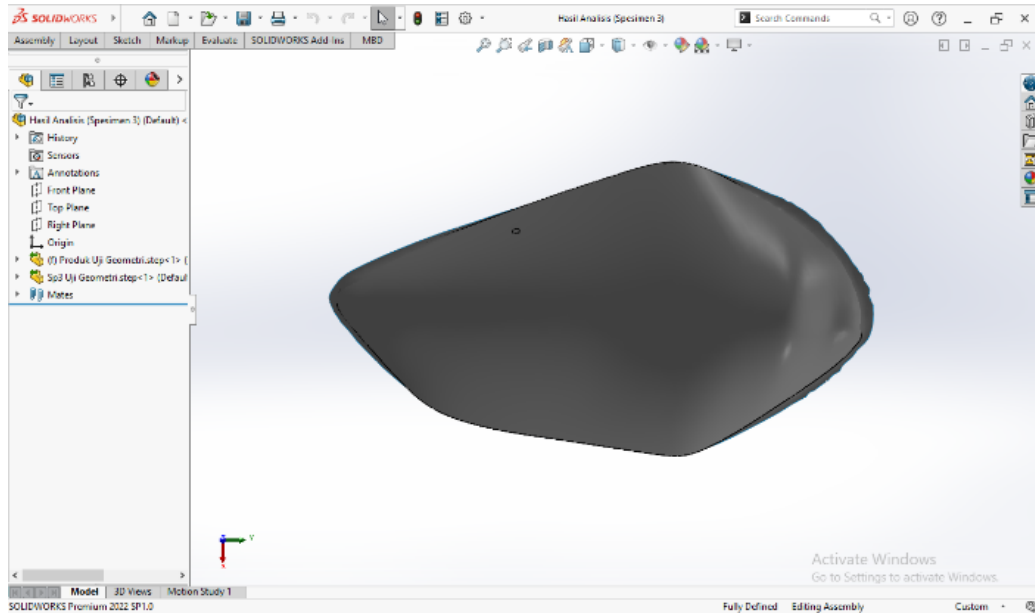 SOLIDWORKS
Hasil Analisis (Spesimen 3)
Search Commands
Assembly Layout Sketch Markup Evaluate SOLIDWORKS Add-Ins MBD
Hasil Analisis (Spesimen 3) (Default) <
History
Sensors
Annotations
Front Plane
Top Plane
Right Plane
Origin
(f) Produk Uji Geometri.step<1> (
Sp3 Uji Geometri.step<1> (Defaul
Mates
Y
Activate Windows
Go to Settings to activate Windows.
Model 3D Views Motion Study 1
SOLIDWORKS Premium 2022 SP1.0
Fully Defined Editing Assembly Custom